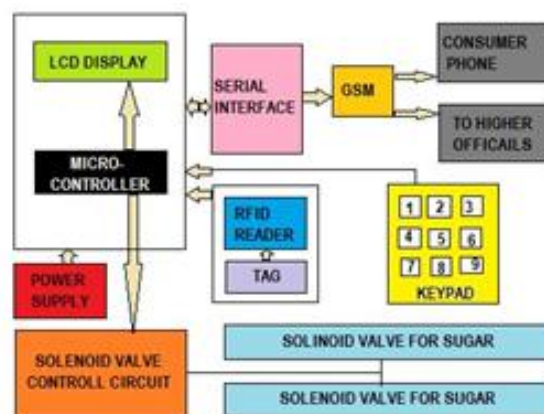 LCD DISPLAY
SERIAL
INTERFACE
GSM
CONSUMER
PHONE
TO HIGHER
OFFICAILS
MICRO-
CONTROLLER
RFID
READER
TAG
1 2 3
4 5 6
7 8 9
KEYPAD
POWER
SUPPLY
SOLENOID VALVE
CONTROLL CIRCUIT
SOLINOID VALVE FOR SUGAR
SOLENOID VALVE FOR SUGAR